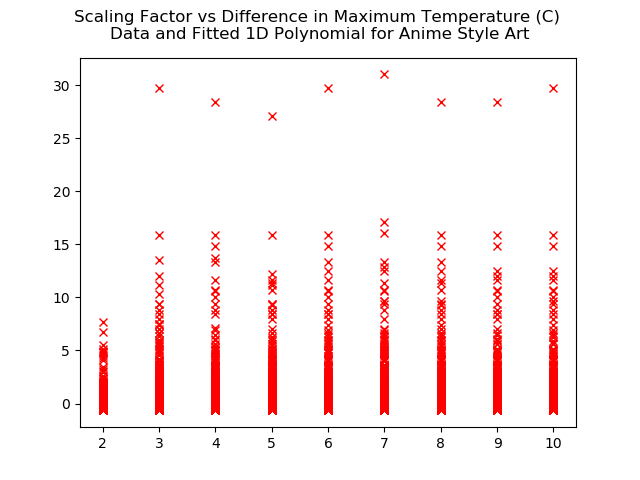 Scaling Factor vs Difference in Maximum Temperature (C)
Data and Fitted 1D Polynomial for Anime Style Art
30
25
20
15
10
5
0
2 3 4 5 6 7 8 9 10